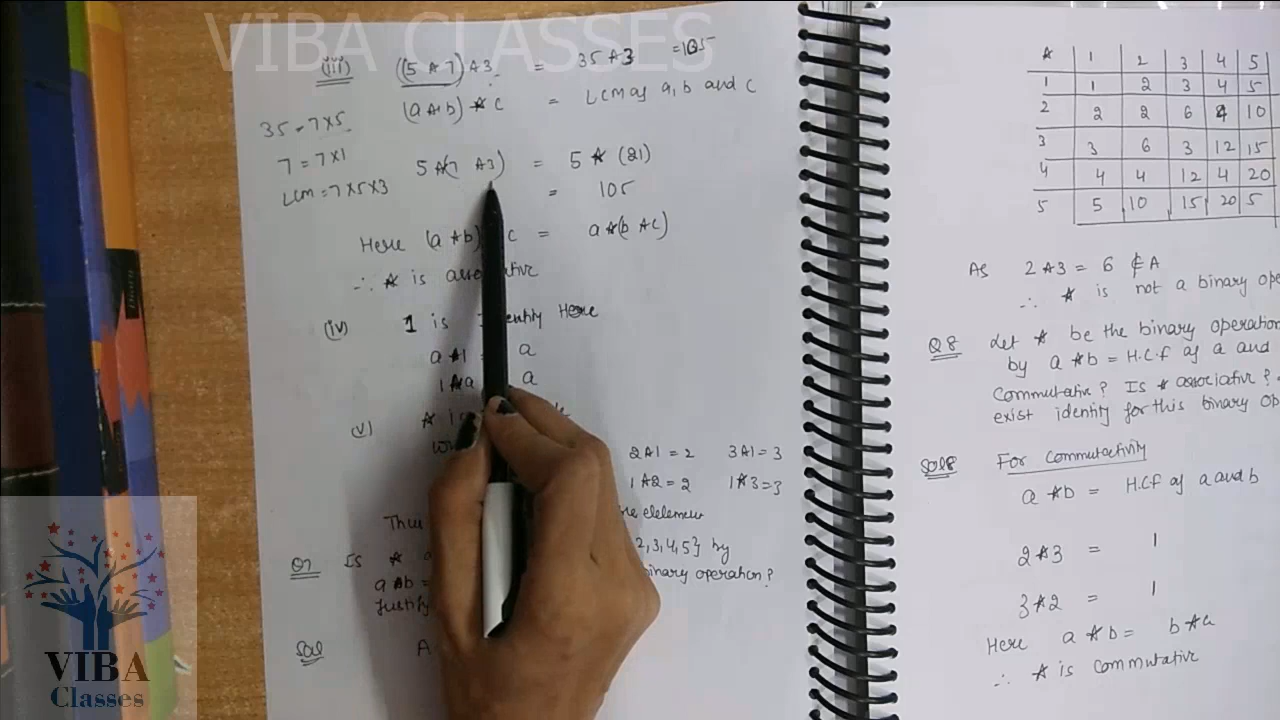 VIBA CLASSES
(iii) (5 * 7) * 3 = 35 * 3 = 105
(a * b) * c = LCM of a, b and c
35 = 7×5
7 = 7×1
LCM = 7×5×3
5 *(7 * 3) = 5 * (21)
= 105
Here (a * b) c = a *(b * c)
∴ * is associative
(iv) 1 is Identity Here
a * 1 = a
1 * a a
(v) * is
2 * 1 = 2 3 * 1 = 3
1 * 2 = 2 1 * 3 = 3
Thus
Q7 Is * 2,3,4,5} by
a * b = binary operation?
Justify
Sol A
* 1 2 3 4 5
1 1 2 3 4 5
2 2 2 6 4 10
3 3 6 3 12 15
4 4 4 12 4 20
5 5 10 15 20 5
As 2 * 3 = 6 ∉ A
∴ * is not a binary ope
Q8 Let * be the binary operation
by a * b = H.C.f of a and
Commutative? Is * associative?
exist identity for this binary op
Sol8 For Commutativity
a * b = H.C.f of a and b
2 * 3 = 1
3 * 2 = 1
Here a * b = b * a
∴ * is commutative
VIBA
Classes